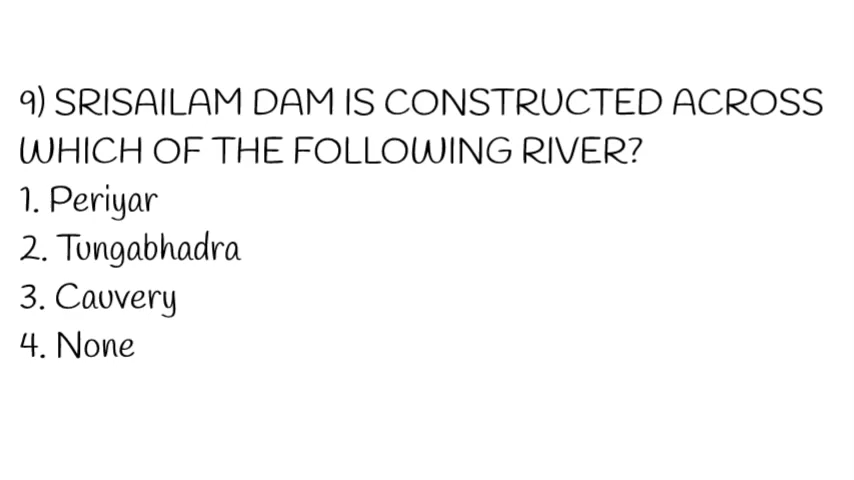 9) SRISAILAM DAM IS CONSTRUCTED ACROSS
WHICH OF THE FOLLOWING RIVER?
1. Periyar
2. Tungabhadra
3. Cauvery
4. None